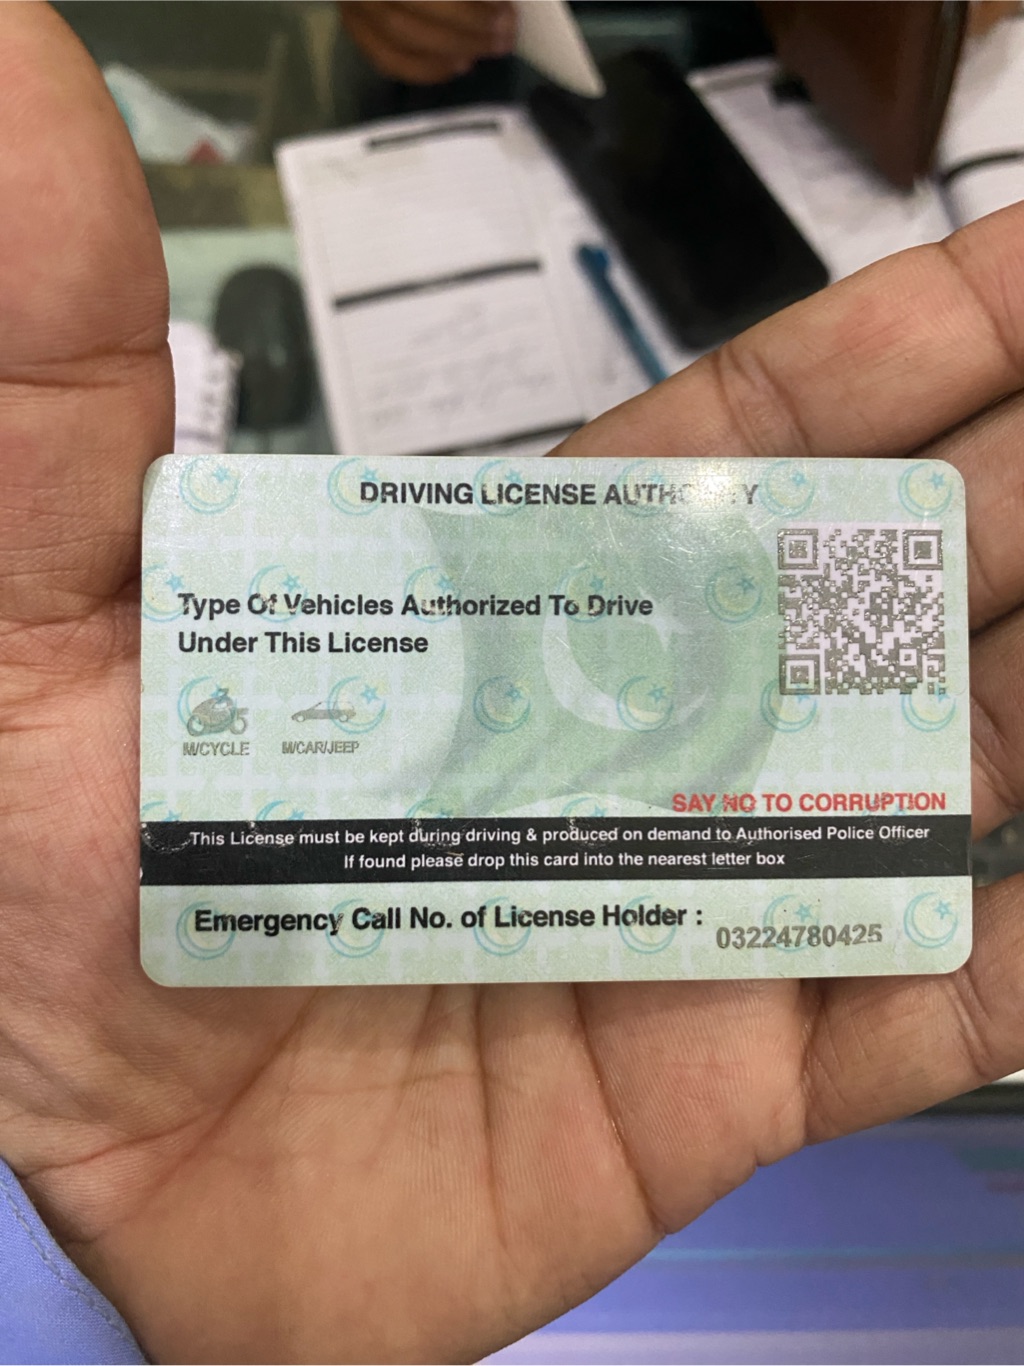 DRIVING LICENSE AUTHORITY
Type Of Vehicles Authorized To Drive
Under This License
M/CYCLE M/CAR/JEEP
SAY NO TO CORRUPTION
This License must be kept during driving & produced on demand to Authorised Police Officer
If found please drop this card into the nearest letter box
Emergency Call No. of License Holder :
03224780425